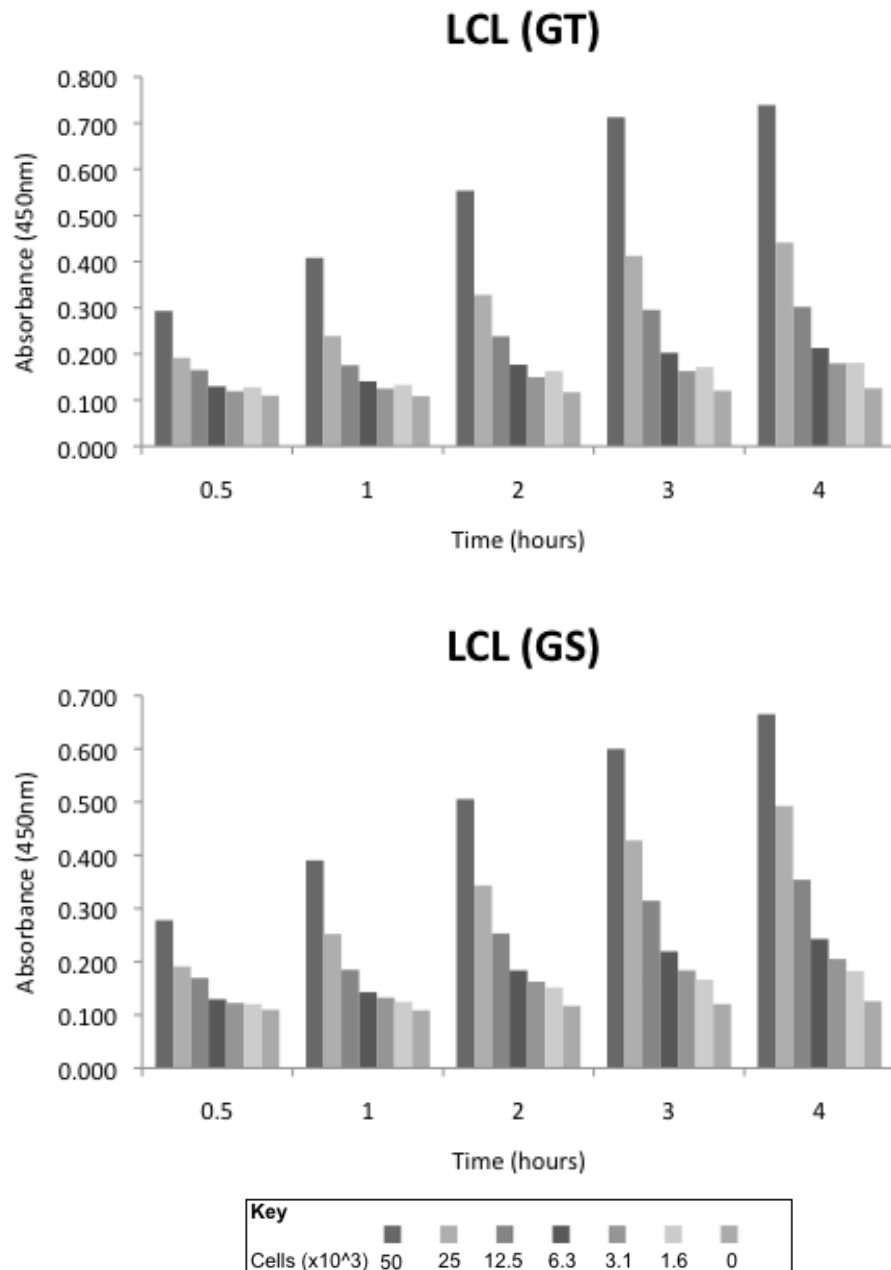 LCL (GT)
0.800
0.700
0.600
0.500
0.400
0.300
0.200
0.100
0.000
Absorbance (450nm)
0.5 1 2 3 4
Time (hours)
LCL (GS)
0.700
0.600
0.500
0.400
0.300
0.200
0.100
0.000
Absorbance (450nm)
0.5 1 2 3 4
Time (hours)
Key
Cells (x10^3) 50 25 12.5 6.3 3.1 1.6 0